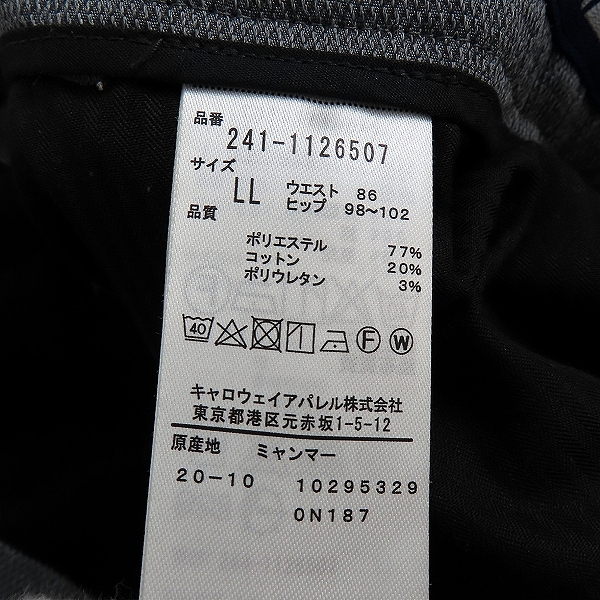 品番
241-1126507
サイズ
LL ウエスト 86
ヒップ 98〜102
品質
ポリエステル 77%
コットン 20%
ポリウレタン 3%
40 F W
キャロウェイアパレル株式会社
東京都港区元赤坂1-5-12
原産地 ミャンマー
20-10 10295329
0N187